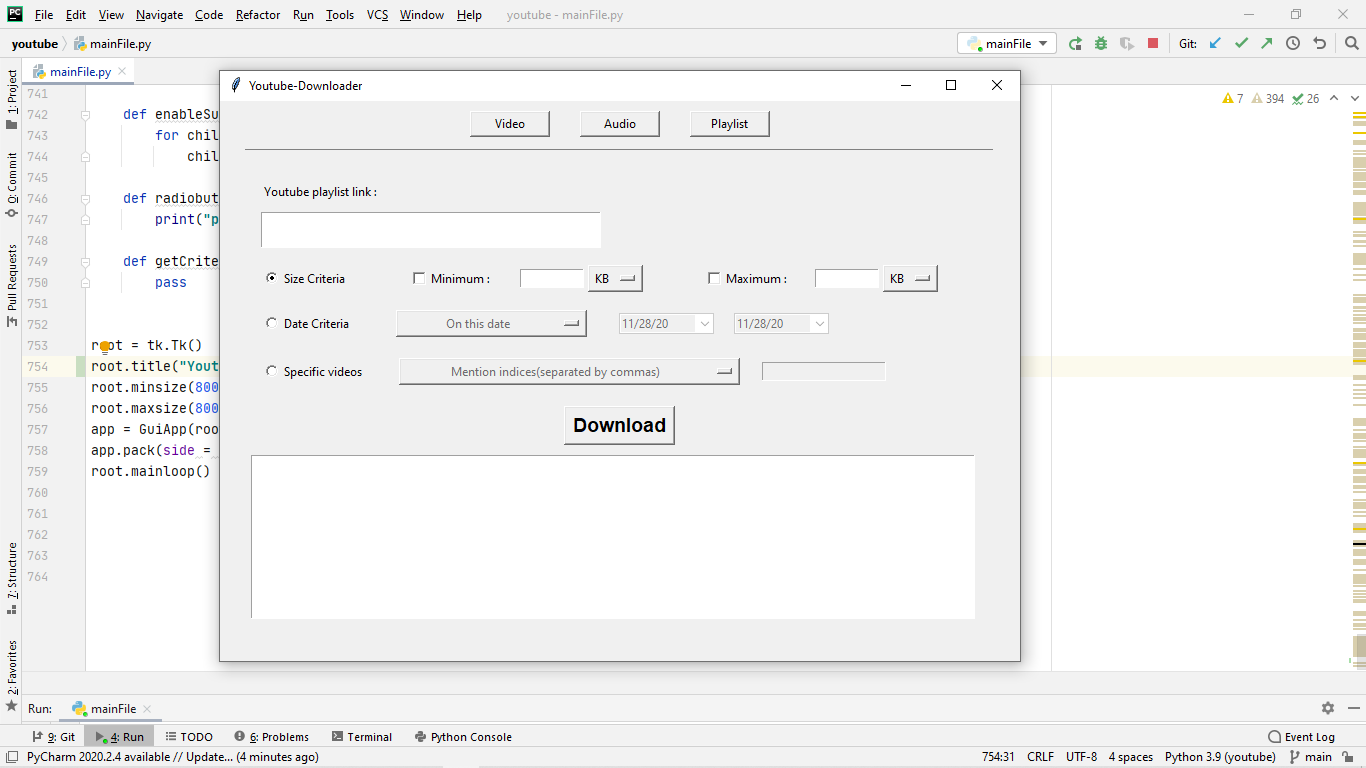 PC File Edit View Navigate Code Refactor Run Tools VCS Window Help youtube - mainFile.py
youtube mainFile.py mainFile Git:
mainFile.py
1: Project
0: Commit
Pull Requests
7: Structure
2: Favorites
7 394 26
741
742 def enableSu
743 for chil
744 chil
745
746 def radiobut
747 print("p
748
749 def getCrite
750 pass
751
752
753 root = tk.Tk()
754 root.title("Yout
755 root.minsize(800
756 root.maxsize(800
757 app = GuiApp(roo
758 app.pack(side =
759 root.mainloop()
760
761
762
763
764
Youtube-Downloader
Video Audio Playlist
Youtube playlist link :
Size Criteria Minimum : KB Maximum : KB
Date Criteria On this date 11/28/20 11/28/20
Specific videos Mention indices(separated by commas)
Download
Run: mainFile
9: Git 4: Run TODO 6: Problems Terminal Python Console Event Log
PyCharm 2020.2.4 available // Update... (4 minutes ago) 754:31 CRLF UTF-8 4 spaces Python 3.9 (youtube) main